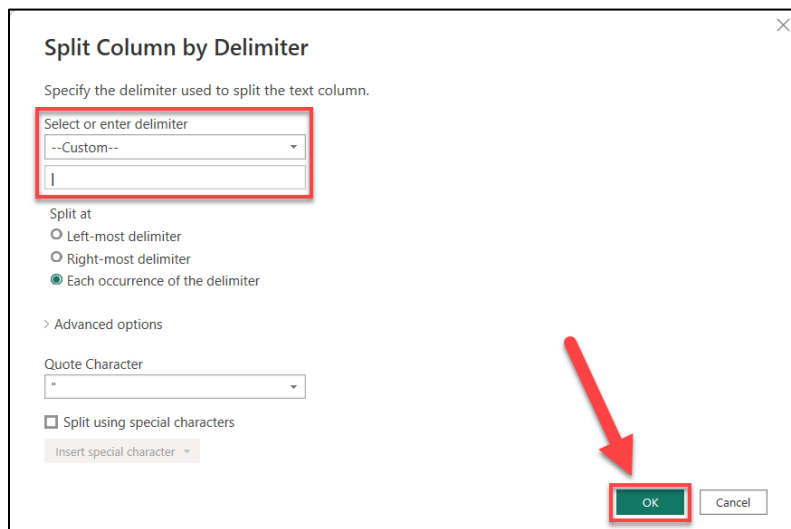 Split Column by Delimiter
Specify the delimiter used to split the text column.
Select or enter delimiter
--Custom--
|
Split at
Left-most delimiter
Right-most delimiter
Each occurrence of the delimiter
Advanced options
Quote Character
"
Split using special characters
Insert special character
OK Cancel